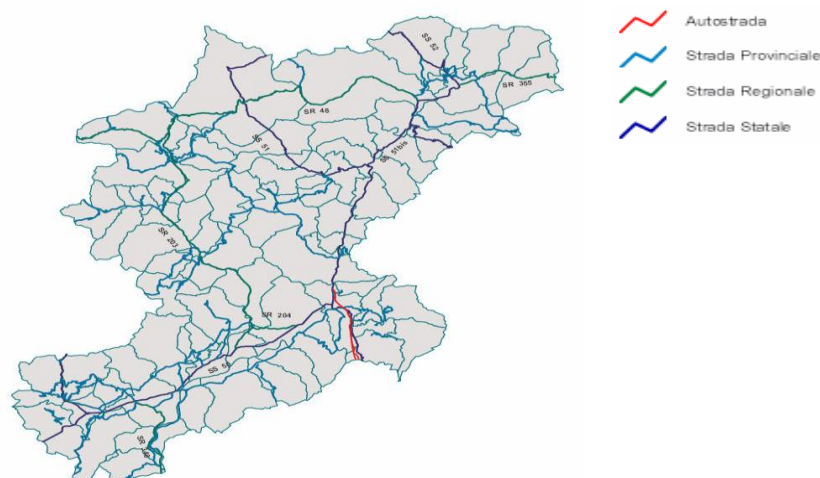 Autostrada
Strada Provinciale
Strada Regionale
Strada Statale
SS 52
SR 355
SR 48
SS 51
SS 51bis
SR 203
SR 204
SS 50